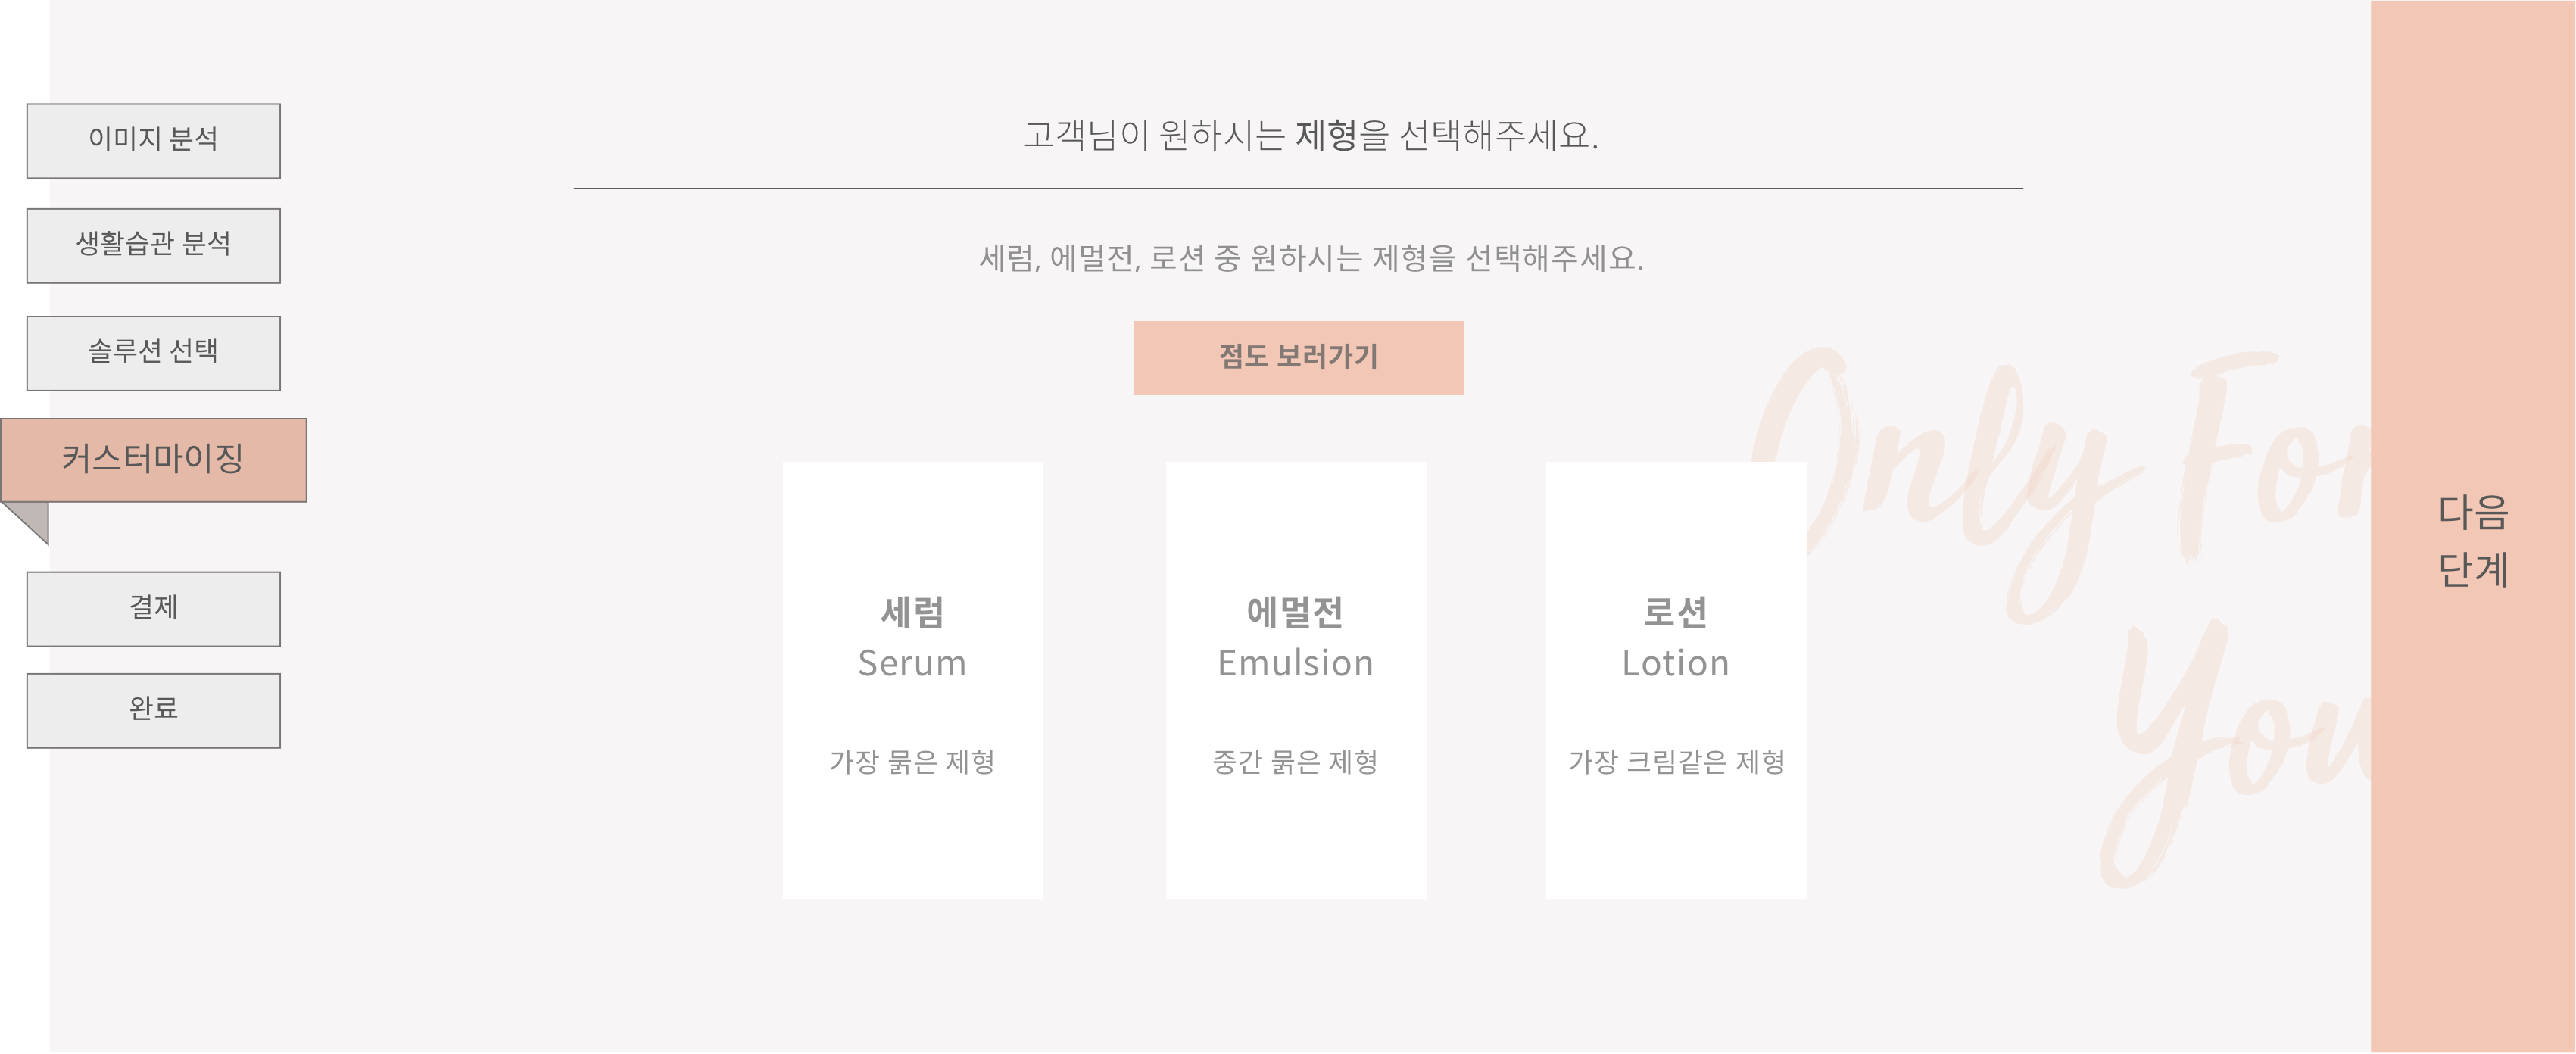 이미지 분석
생활습관 분석
솔루션 선택
커스터마이징
결제
완료
고객님이 원하시는 제형을 선택해주세요.
세럼, 에멀전, 로션 중 원하시는 제형을 선택해주세요.
점도 보러가기
세럼
Serum
가장 묽은 제형
에멀전
Emulsion
중간 묽은 제형
로션
Lotion
가장 크림같은 제형
Only For
You
다음
단계